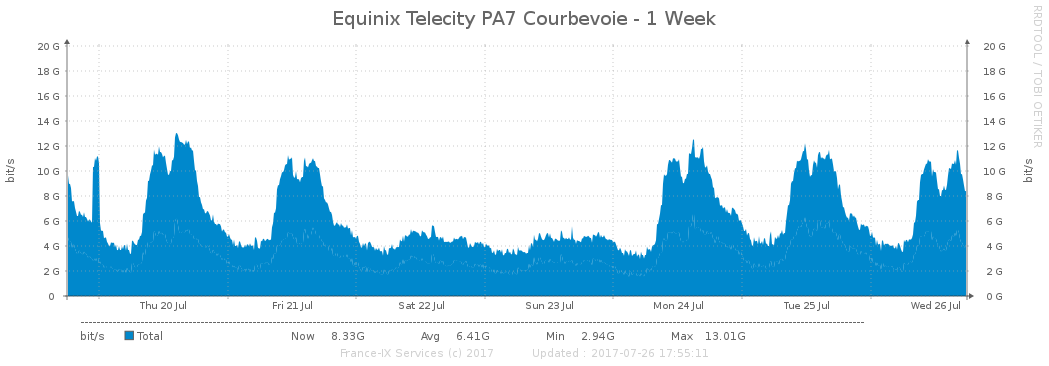 Equinix Telecity PA7 Courbevoie - 1 Week
RRDTOOL / TOBI OETIKER
bit/s
20 G
18 G
16 G
14 G
12 G
10 G
8 G
6 G
4 G
2 G
0
20 G
18 G
16 G
14 G
12 G
10 G
8 G
6 G
4 G
2 G
0 G
bit/s
Thu 20 Jul Fri 21 Jul Sat 22 Jul Sun 23 Jul Mon 24 Jul Tue 25 Jul Wed 26 Jul
bit/s Total Now 8.33G Avg 6.41G Min 2.94G Max 13.01G
France-IX Services (c) 2017 Updated : 2017-07-26 17:55:11